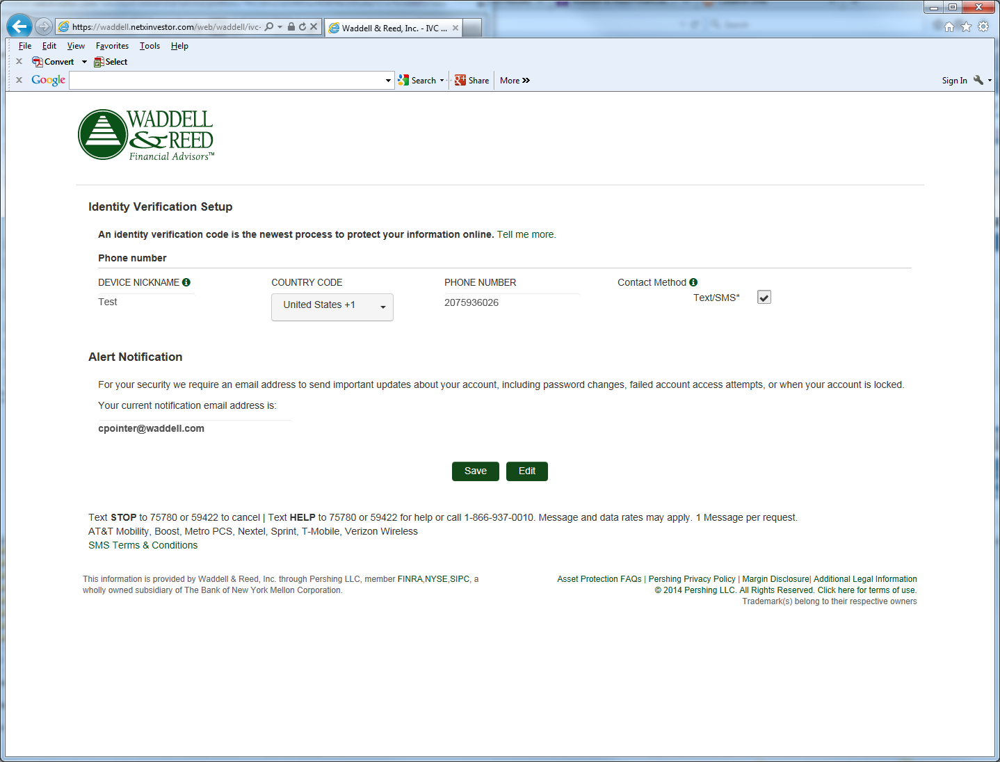 https://waddell.netxinvestor.com/web/waddell/ivc-
Waddell & Reed, Inc. - IVC ...
Search
File Edit View Favorites Tools Help
x Convert Select
x Google Search Share More » Sign In
WADDELL
& REED
Financial Advisors™
Identity Verification Setup
An identity verification code is the newest process to protect your information online. Tell me more.
Phone number
DEVICE NICKNAME COUNTRY CODE PHONE NUMBER Contact Method
Test United States +1 2075936026 Text/SMS*
Alert Notification
For your security we require an email address to send important updates about your account, including password changes, failed account access attempts, or when your account is locked.
Your current notification email address is:
cpointer@waddell.com
Save Edit
Text STOP to 75780 or 59422 to cancel | Text HELP to 75780 or 59422 for help or call 1-866-937-0010. Message and data rates may apply. 1 Message per request.
AT&T Mobility, Boost, Metro PCS, Nextel, Sprint, T-Mobile, Verizon Wireless
SMS Terms & Conditions
This information is provided by Waddell & Reed, Inc. through Pershing LLC, member FINRA,NYSE,SIPC, a
wholly owned subsidiary of The Bank of New York Mellon Corporation.
Asset Protection FAQs | Pershing Privacy Policy | Margin Disclosure| Additional Legal Information
© 2014 Pershing LLC. All Rights Reserved. Click here for terms of use.
Trademark(s) belong to their respective owners